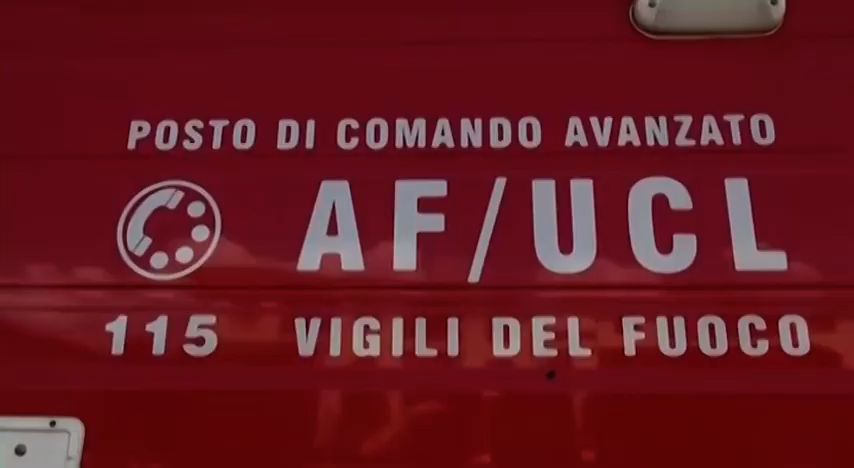 POSTO DI COMANDO AVANZATO
AF/UCL
115 VIGILI DEL FUOCO